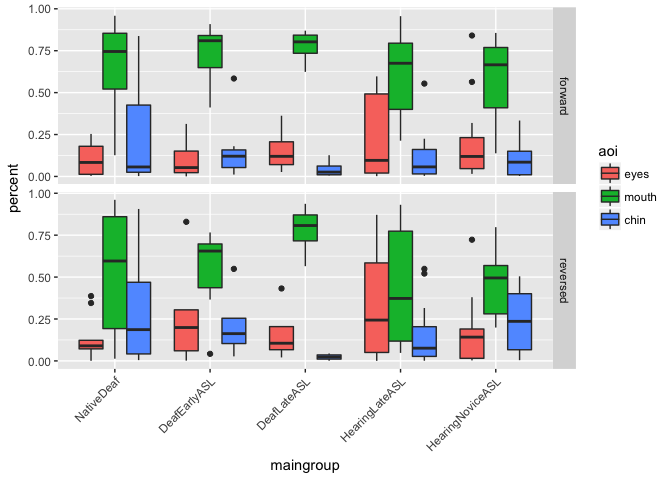 1.00
0.75
0.50
0.25
0.00
forward
1.00
0.75
0.50
0.25
0.00
reversed
percent
NativeDeaf
DeafEarlyASL
DeafLateASL
HearingLateASL
HearingNoviceASL
maingroup
aoi
eyes
mouth
chin